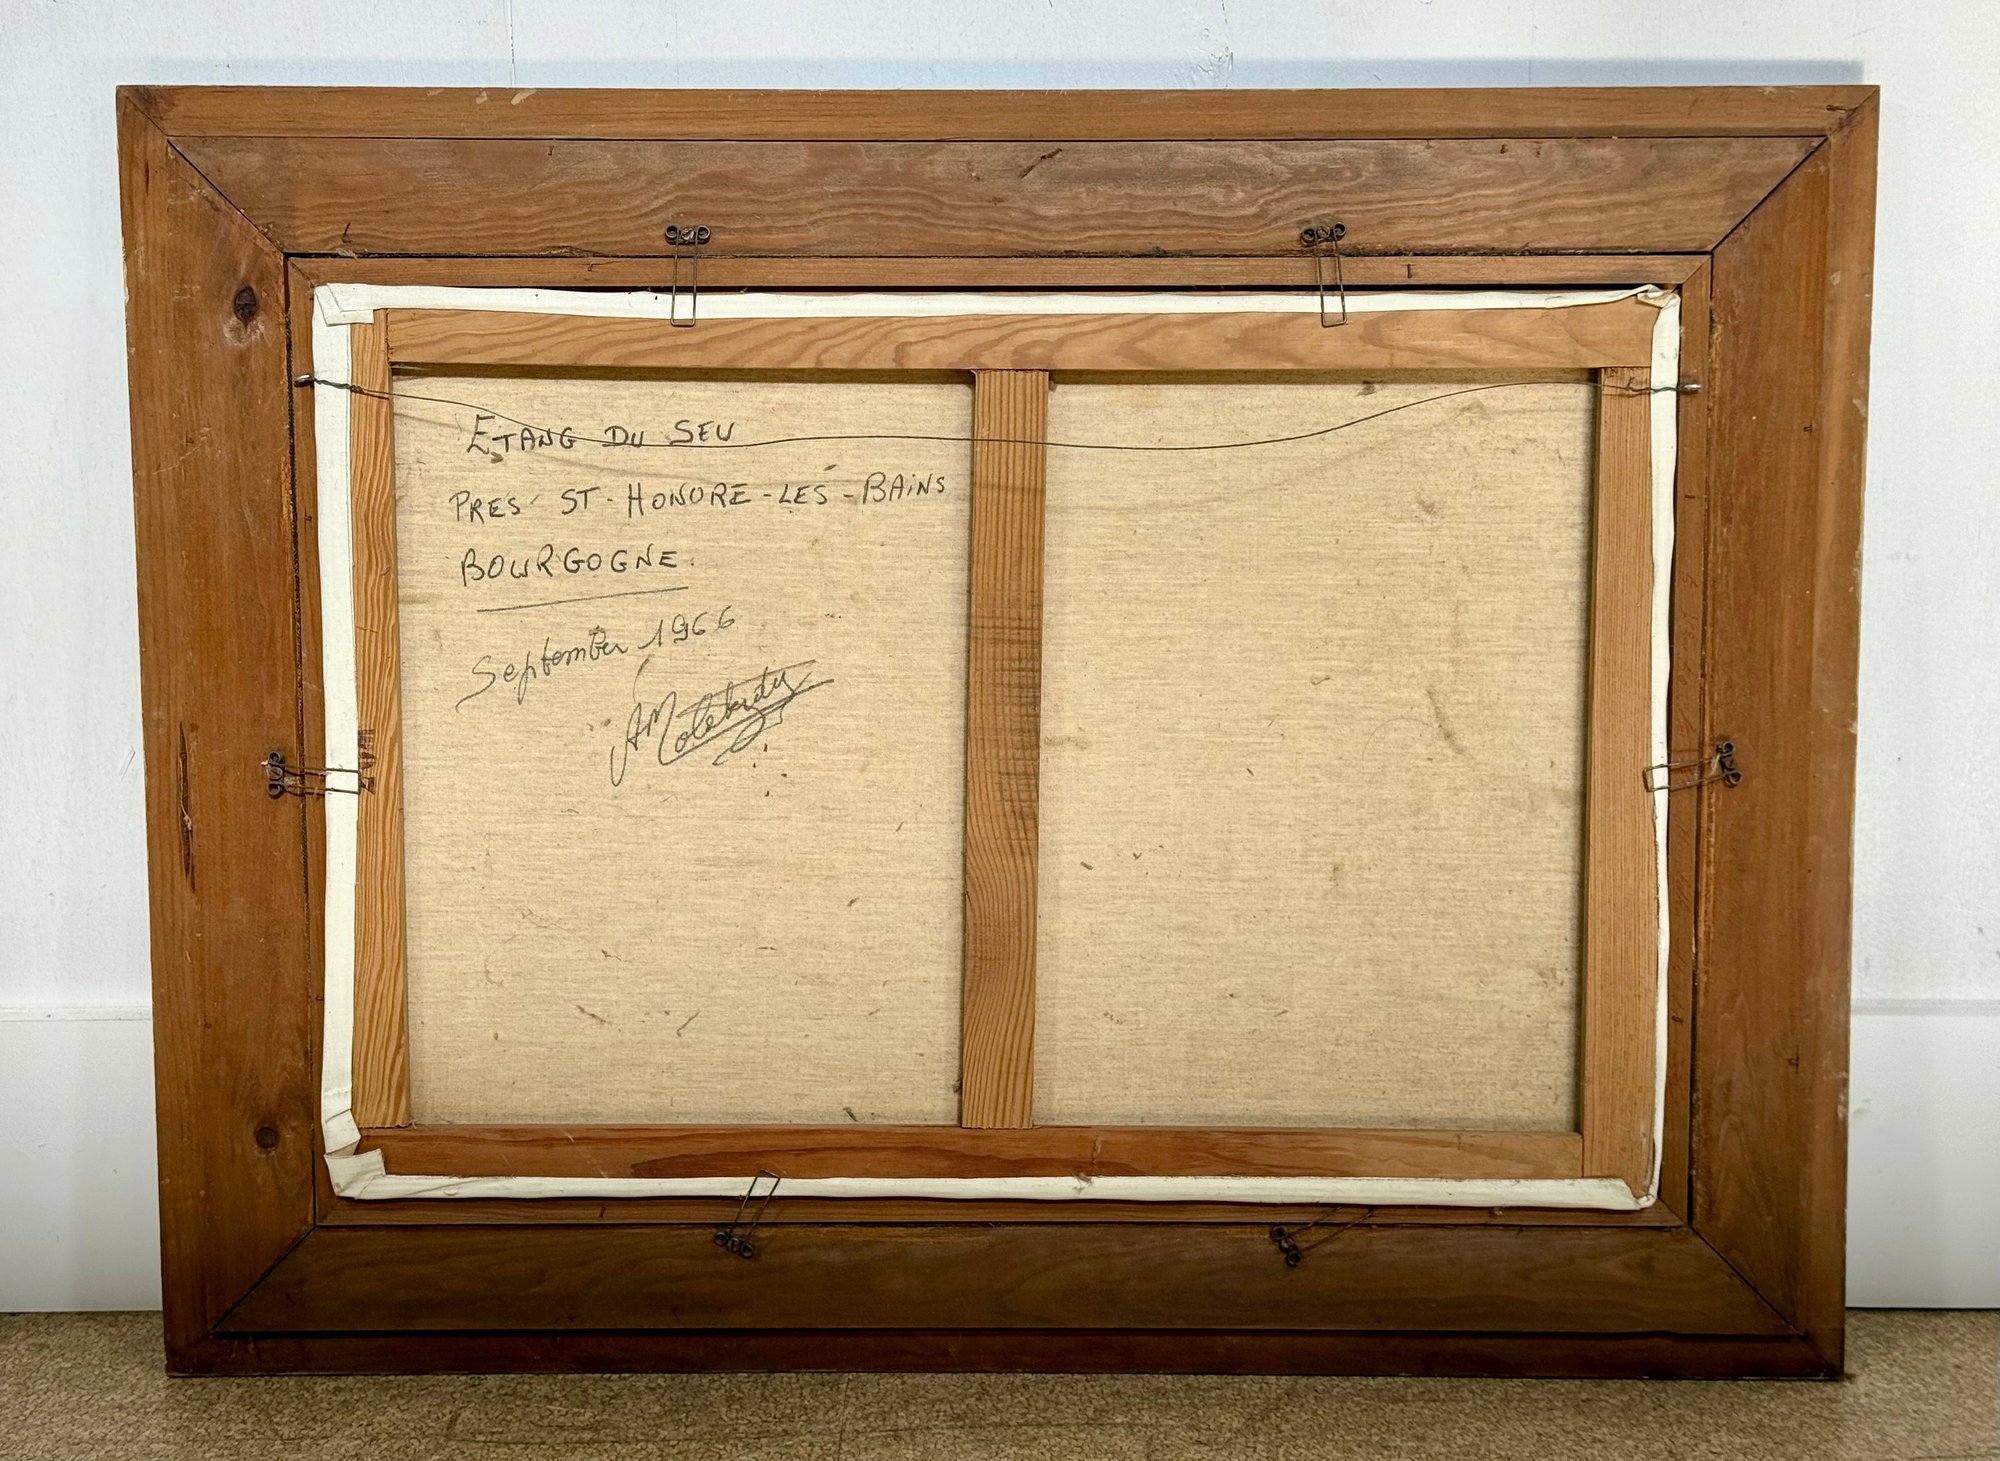 ETANG DU SEU
PRES ST-HONORE-LES-BAINS
BOURGOGNE.
September 1966